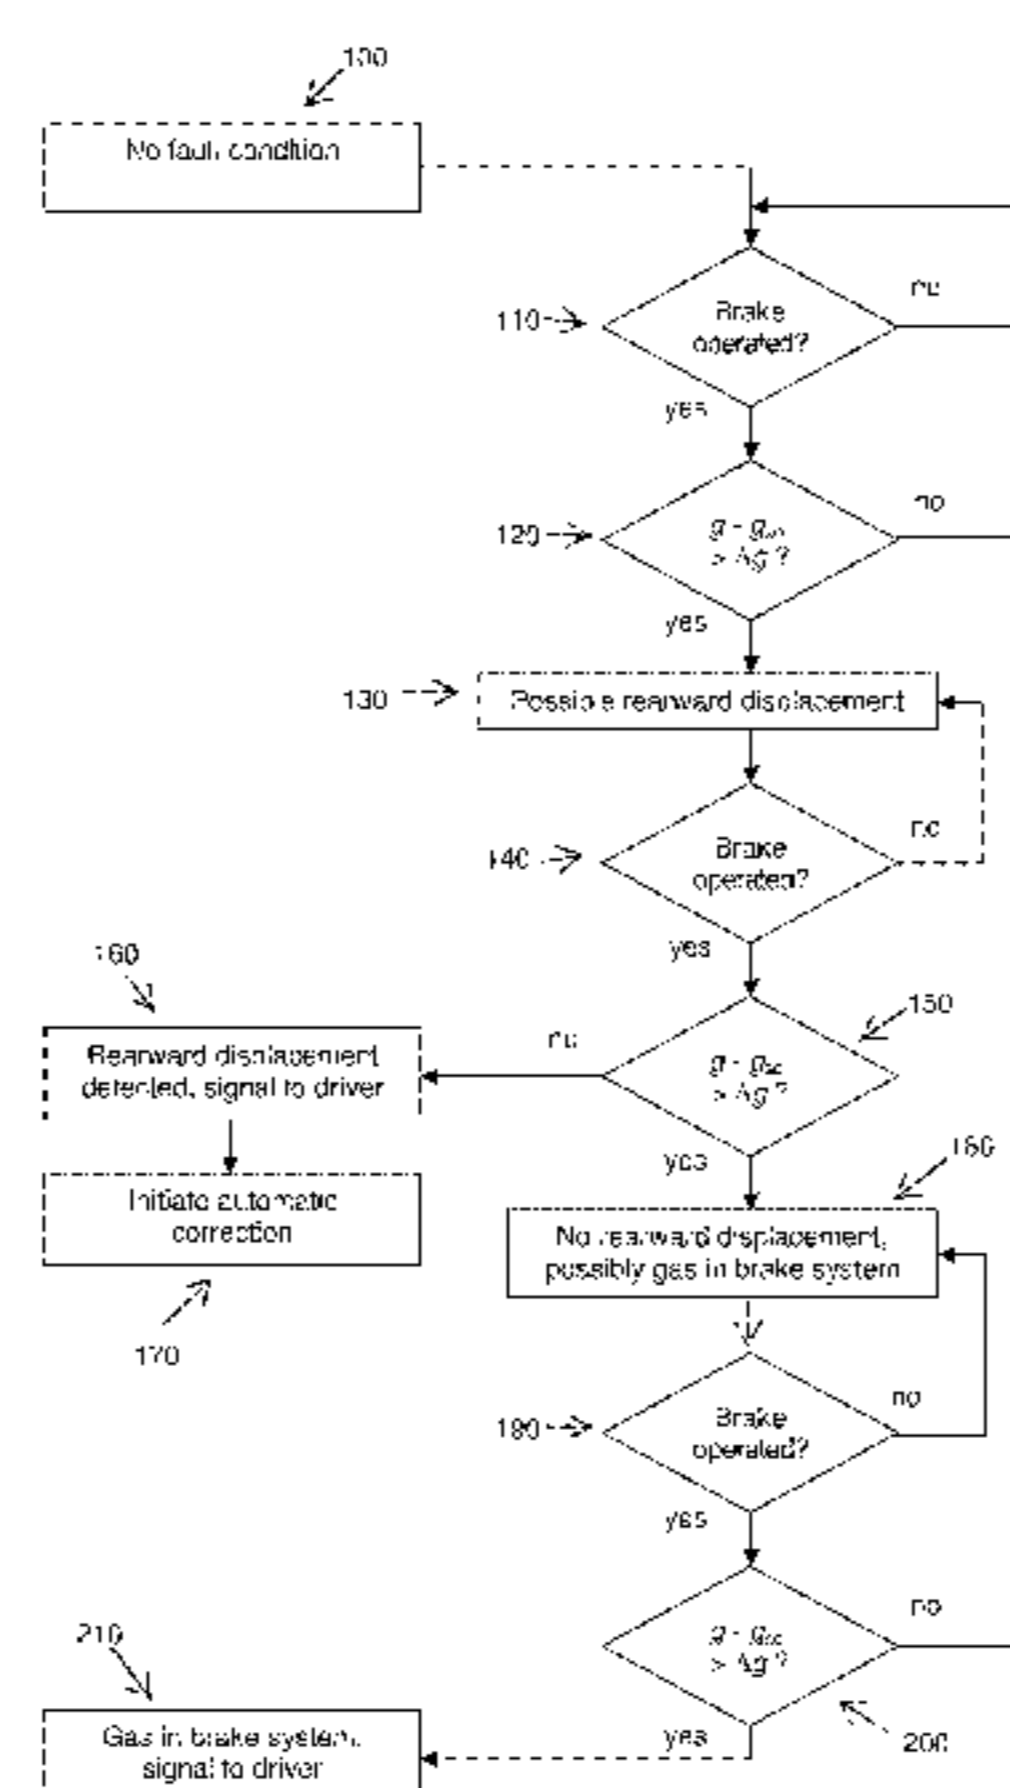 100
No fault condition
no
110
Brake
operated?
yes
no
120
g - g
> Δg ?
yes
130
Possible rearward displacement
no
140
Brake
operated?
yes
160
150
no
Rearward displacement
detected, signal to driver
g - g
> Δg ?
yes
180
Initiate automatic
correction
No rearward displacement,
possibly gas in brake system
170
no
190
Brake
operated?
yes
no
210
g - g
> Δg ?
Gas in brake system,
signal to driver
yes
200